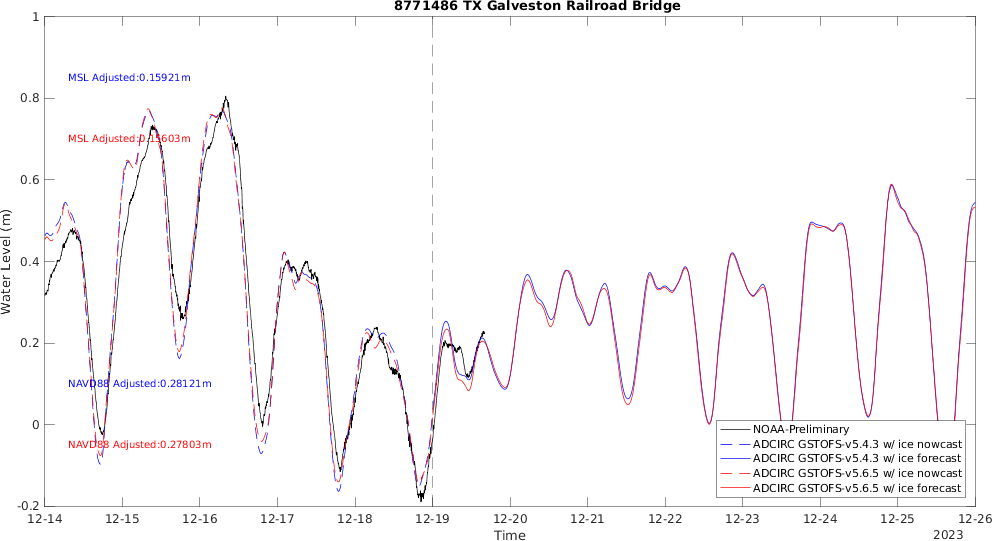 8771486 TX Galveston Railroad Bridge
1
0.8
0.6
0.4
0.2
0
-0.2
Water Level (m)
MSL Adjusted:0.15921m
MSL Adjusted:0.15603m
NAVD88 Adjusted:0.28121m
NAVD88 Adjusted:0.27803m
NOAA-Preliminary
ADCIRC GSTOFS-v5.4.3 w/ ice nowcast
ADCIRC GSTOFS-v5.4.3 w/ ice forecast
ADCIRC GSTOFS-v5.6.5 w/ ice nowcast
ADCIRC GSTOFS-v5.6.5 w/ ice forecast
12-14 12-15 12-16 12-17 12-18 12-19 12-20 12-21 12-22 12-23 12-24 12-25 12-26
Time
2023